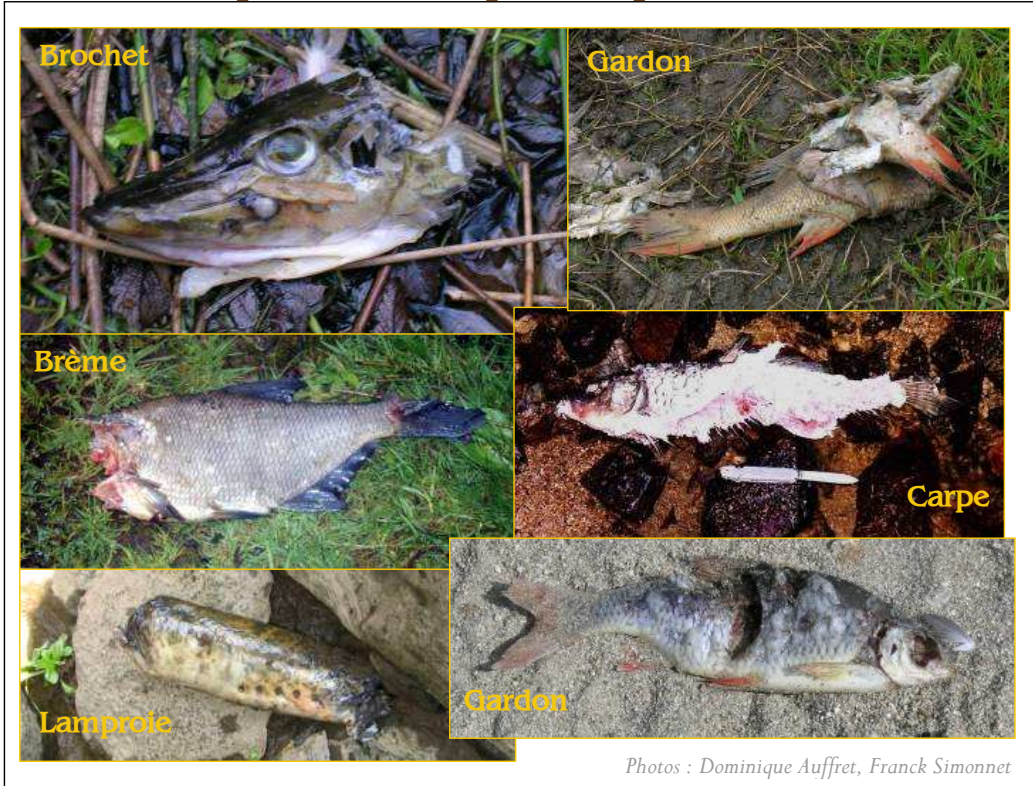 Brochet
Gardon
Brème
Carpe
Lamproie
Gardon
Photos : Dominique Auffret, Franck Simonnet